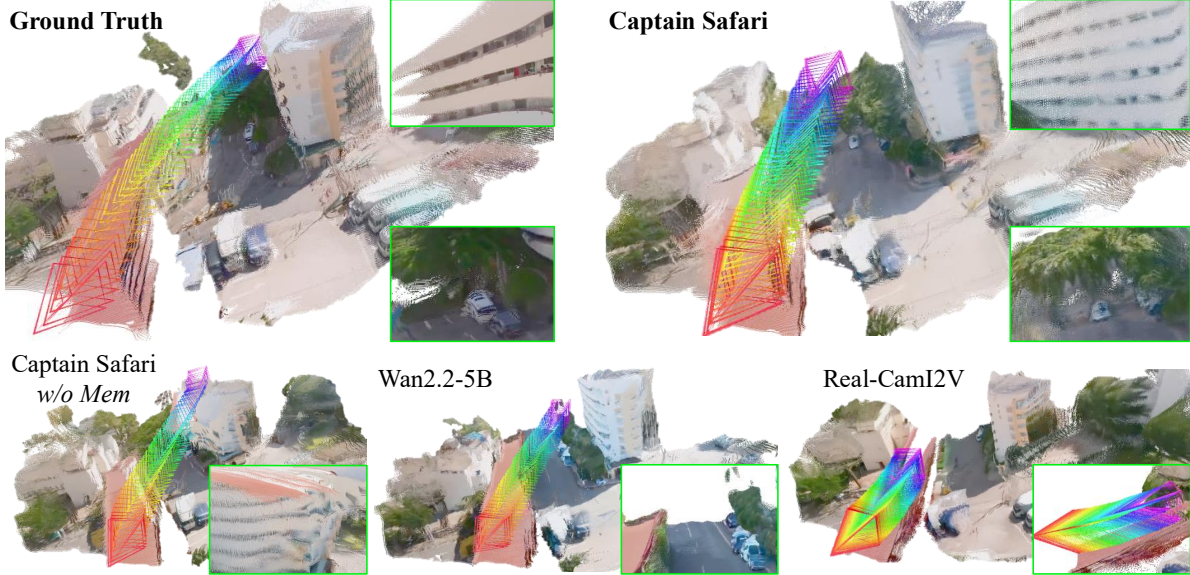 Ground Truth
Captain Safari
Captain Safari
w/o Mem
Wan2.2-5B
Real-CamI2V